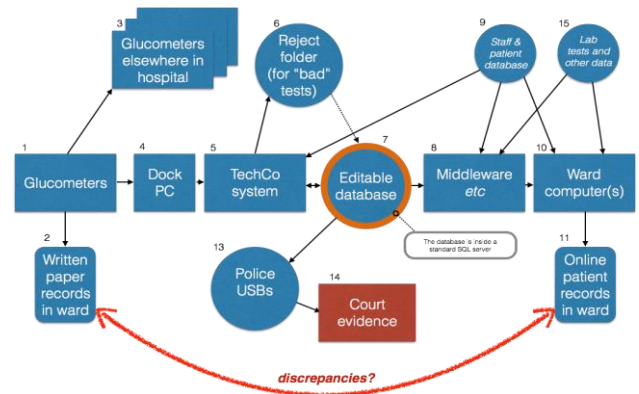 3
Glucometers
elsewhere in
hospital
6
Reject folder
(for "bad"
tests)
9
Staff &
patient
database
15
Lab
tests and
other data
1
Glucometers
4
Dock
PC
5
TechCo
system
7
Editable
database
8
Middleware
etc
10
Ward
computer(s)
The database is inside a
standard SQL server
2
Written
paper
records
in ward
13
Police
USBs
14
Court
evidence
11
Online
patient
records
in ward
discrepancies?